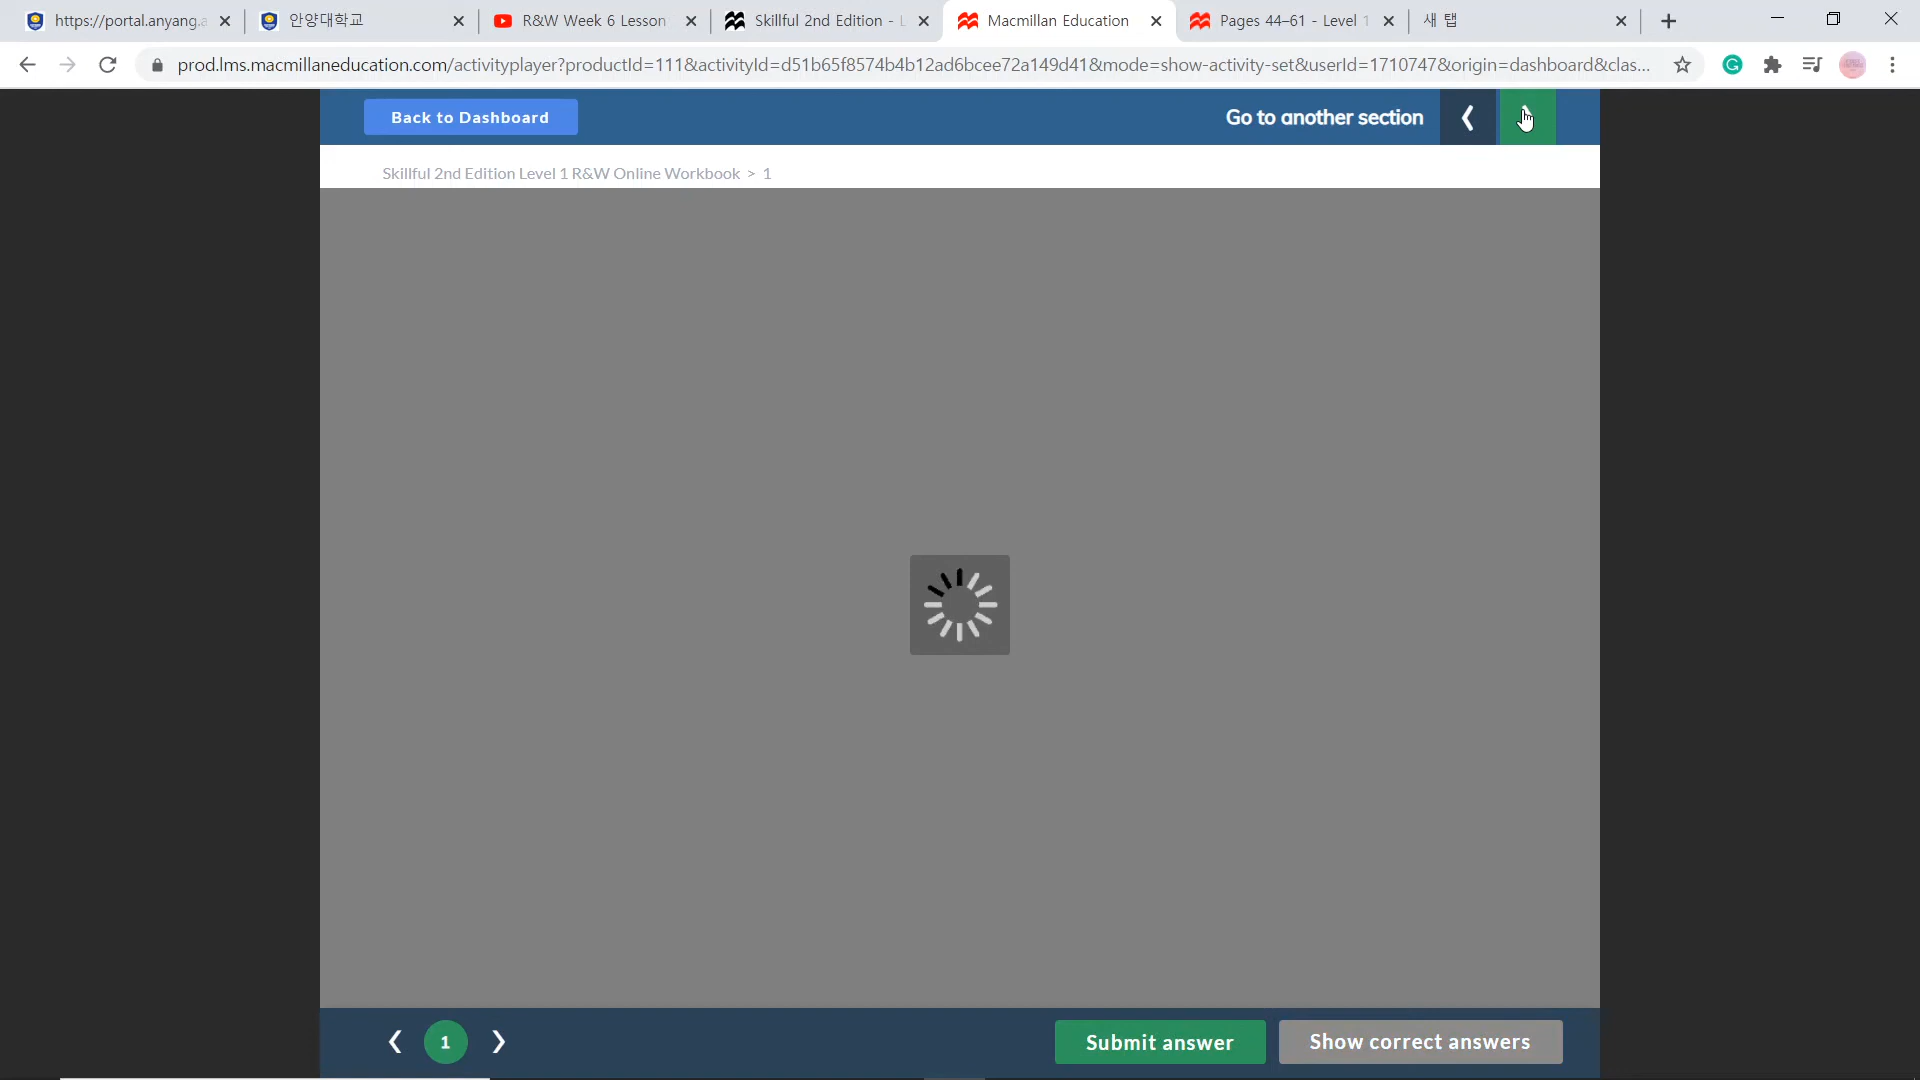 https://portal.anyang.a
안양대학교
R&W Week 6 Lesson
Skillful 2nd Edition - L
Macmillan Education
Pages 44–61 - Level 1
새 탭
prod.lms.macmillaneducation.com/activityplayer?productId=111&activityId=d51b65f8574b4b12ad6bcee72a149d41&mode=show-activity-set&userId=1710747&origin=dashboard&clas...
Back to Dashboard
Go to another section
Skillful 2nd Edition Level 1 R&W Online Workbook > 1
1
Submit answer
Show correct answers